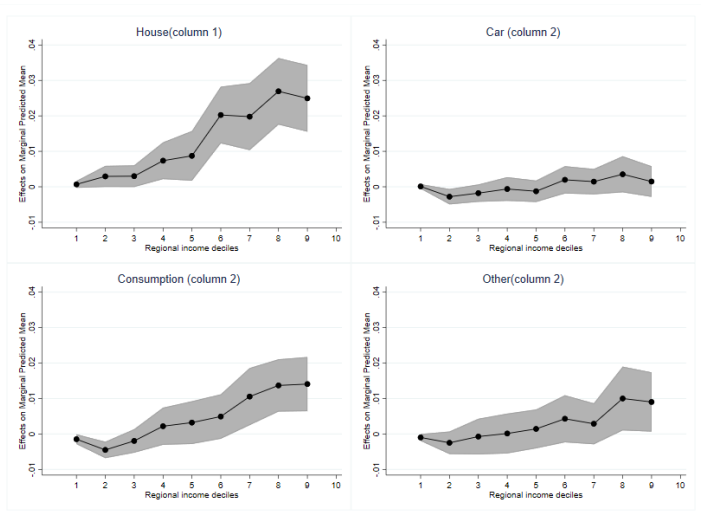 House(column 1)
Effects on Marginal Predicted Mean
.04
.03
.02
.01
0
-.01
1 2 3 4 5 6 7 8 9 10
Regional income deciles
Car (column 2)
Effects on Marginal Predicted Mean
.04
.03
.02
.01
0
-.01
1 2 3 4 5 6 7 8 9 10
Regional income deciles
Consumption (column 2)
Effects on Marginal Predicted Mean
.04
.03
.02
.01
0
-.01
1 2 3 4 5 6 7 8 9 10
Regional income deciles
Other(column 2)
Effects on Marginal Predicted Mean
.04
.03
.02
.01
0
-.01
1 2 3 4 5 6 7 8 9 10
Regional income deciles